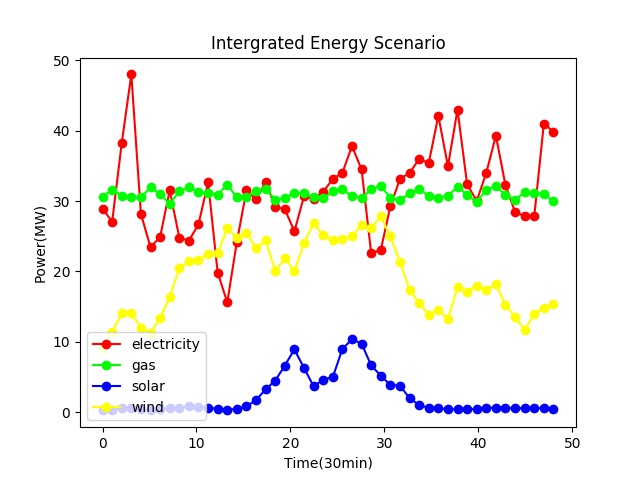 Intergrated Energy Scenario
50
40
30
20
10
0
Power(MW)
electricity
gas
solar
wind
0 10 20 30 40 50
Time(30min)